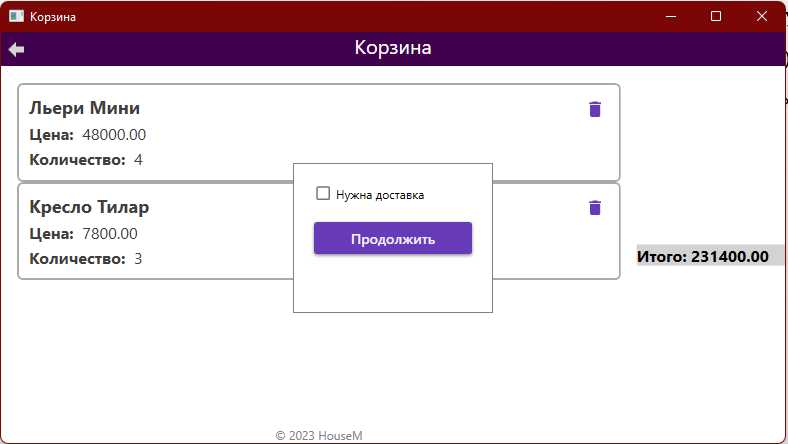 Корзина
Корзина
Льери Мини
Цена: 48000.00
Количество: 4
Кресло Тилар
Цена: 7800.00
Количество: 3
Нужна доставка
Продолжить
Итого: 231400.00
© 2023 HouseM